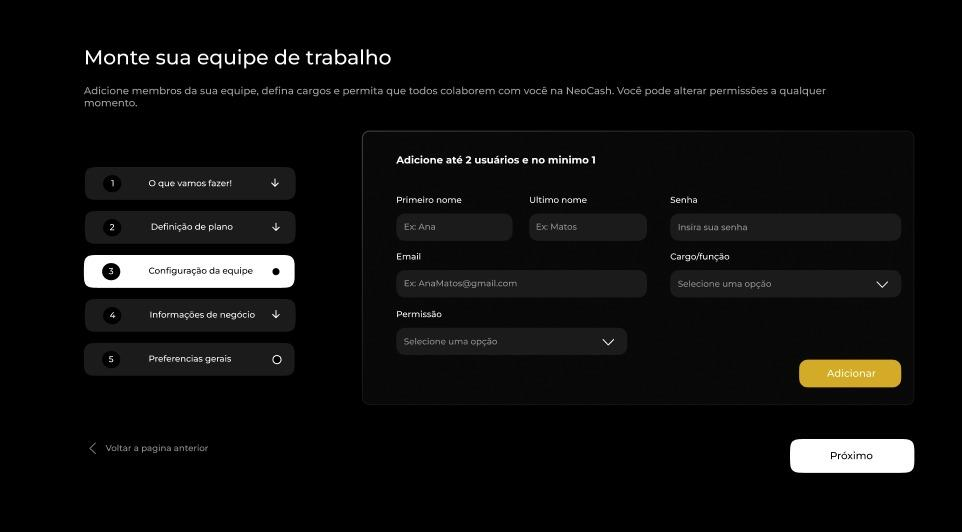 Monte sua equipe de trabalho
Adicione membros da sua equipe, defina cargos e permita que todos colaborem com você na NeoCash. Você pode alterar permissões a qualquer
momento.
1 O que vamos fazer!
2 Definição de plano
3 Configuração da equipe
4 Informações de negócio
5 Preferencias gerais
Adicione até 2 usuários e no minimo 1
Primeiro nome Ultimo nome Senha
Ex: Ana Ex: Matos Insira sua senha
Email Cargo/função
Ex: AnaMatos@gmail.com Selecione uma opção
Permissão
Selecione uma opção
Adicionar
Voltar a pagina anterior
Próximo